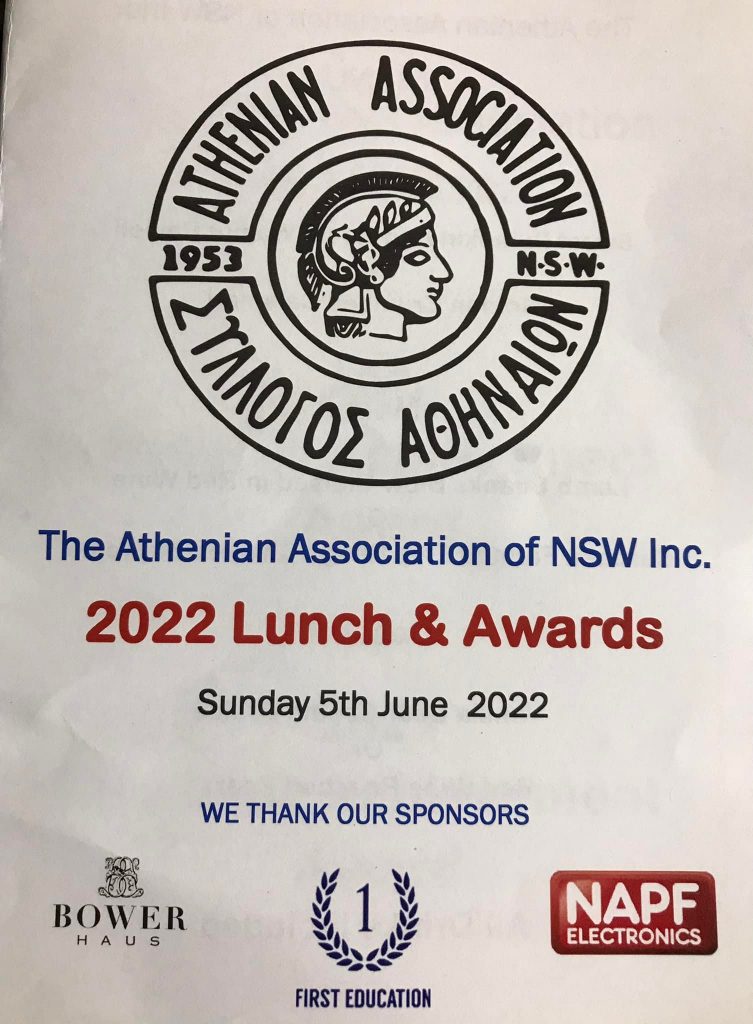 ATHENIAN ASSOCIATION
1953
N·S·W·
ΣΥΛΛΟΓΟΣ ΑΘΗΝΑΙΩΝ
The Athenian Association of NSW Inc.
2022 Lunch & Awards
Sunday 5th June 2022
WE THANK OUR SPONSORS
BOWER
HAUS
1
FIRST EDUCATION
NAPF
ELECTRONICS